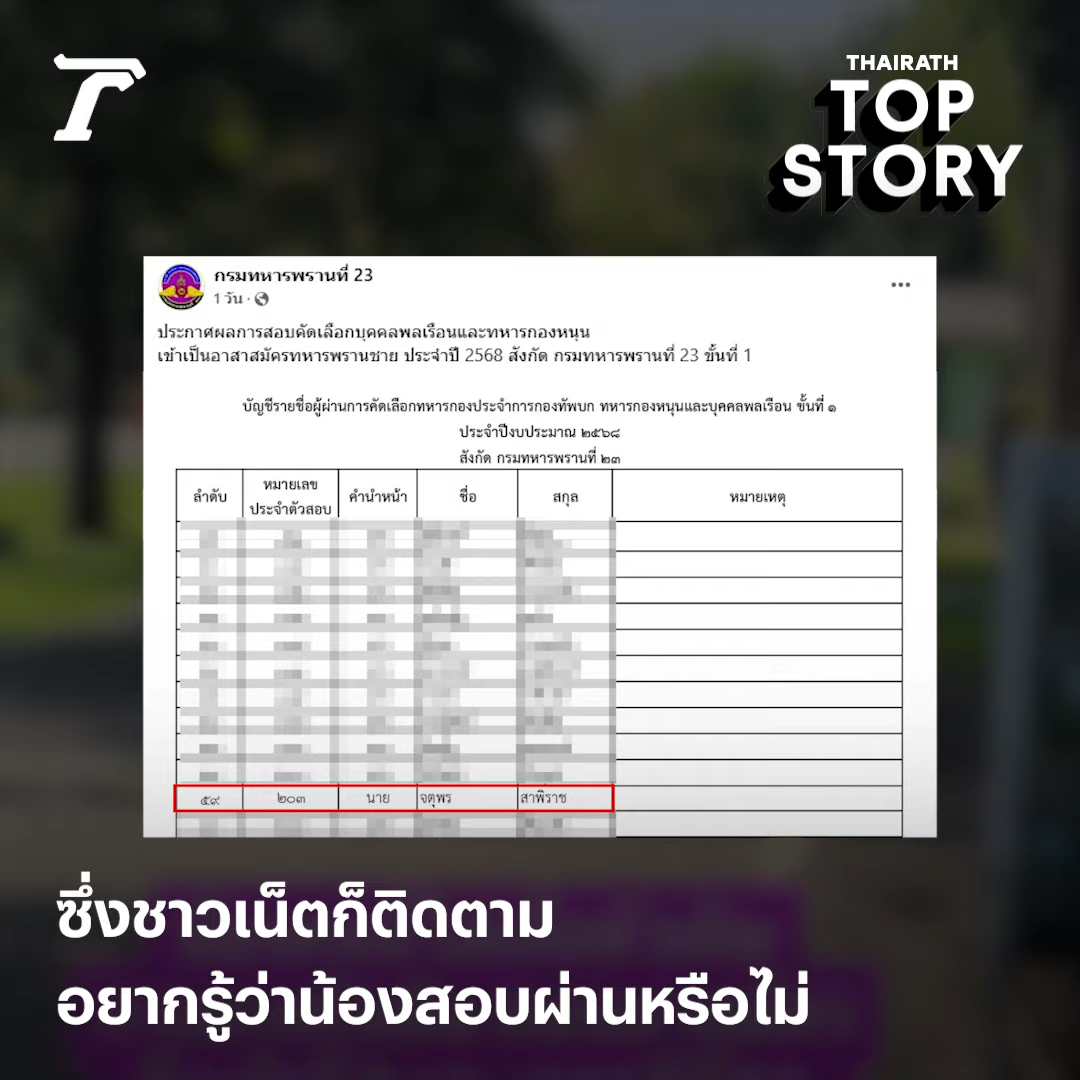 THAIRATH
TOP
STORY
กรมทหารพรานที่ 23
1 วัน ·
ประกาศผลการสอบคัดเลือกบุคคลพลเรือนและทหารกองหนุน
เข้าเป็นอาสาสมัครทหารพรานชาย ประจำปี 2568 สังกัด กรมทหารพรานที่ 23 ขั้นที่ 1
บัญชีรายชื่อผู้ผ่านการคัดเลือกทหารกองประจำการกองทัพบก ทหารกองหนุนและบุคคลพลเรือน ขั้นที่ ๑
ประจำปีงบประมาณ ๒๕๖๘
สังกัด กรมทหารพรานที่ ๒๓
ลำดับ หมายเลข คำนำหน้า ชื่อ สกุล หมายเหตุ
ประจำตัวสอบ
๕๙ ๒๐๓ นาย จตุพร สาพิราช
ซึ่งชาวเน็ตก็ติดตาม
อยากรู้ว่าน้องสอบผ่านหรือไม่